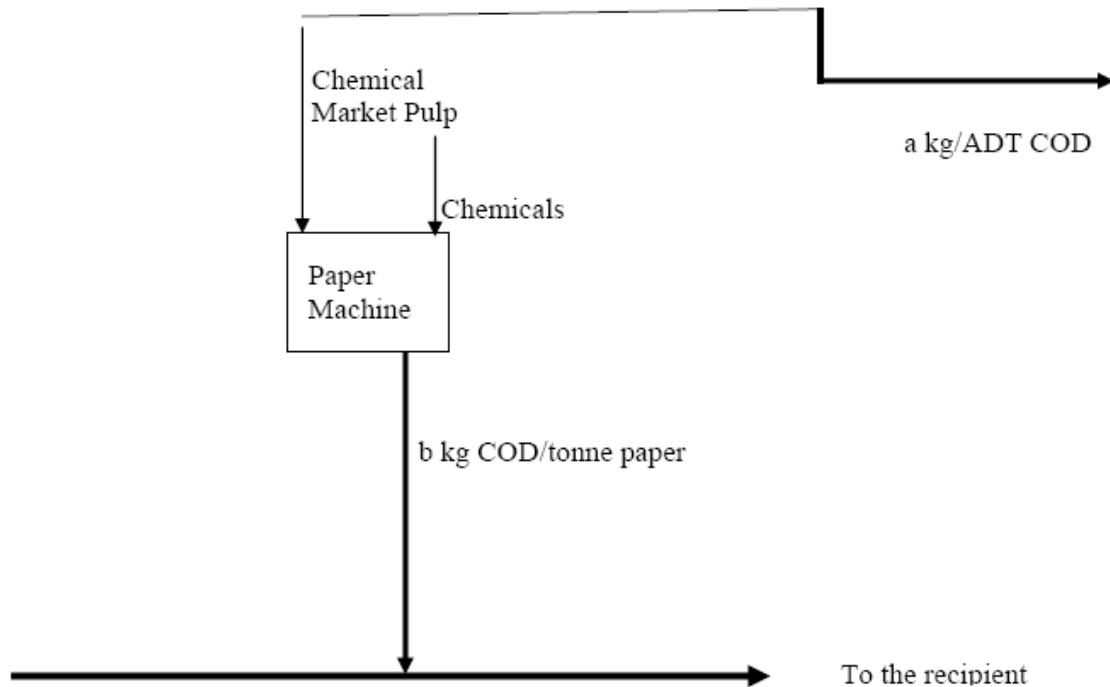 Chemical
Market Pulp
a kg/ADT COD
Chemicals
Paper
Machine
b kg COD/tonne paper
To the recipient